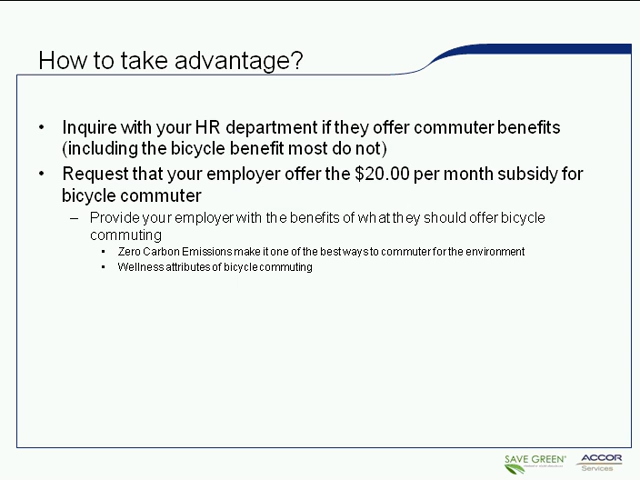 How to take advantage?
• Inquire with your HR department if they offer commuter benefits
(including the bicycle benefit most do not)
• Request that your employer offer the $20.00 per month subsidy for
bicycle commuter
– Provide your employer with the benefits of what they should offer bicycle
commuting
• Zero Carbon Emissions make it one of the best ways to commuter for the environment
• Wellness attributes of bicycle commuting
SAVE GREEN
ACCOR
Services